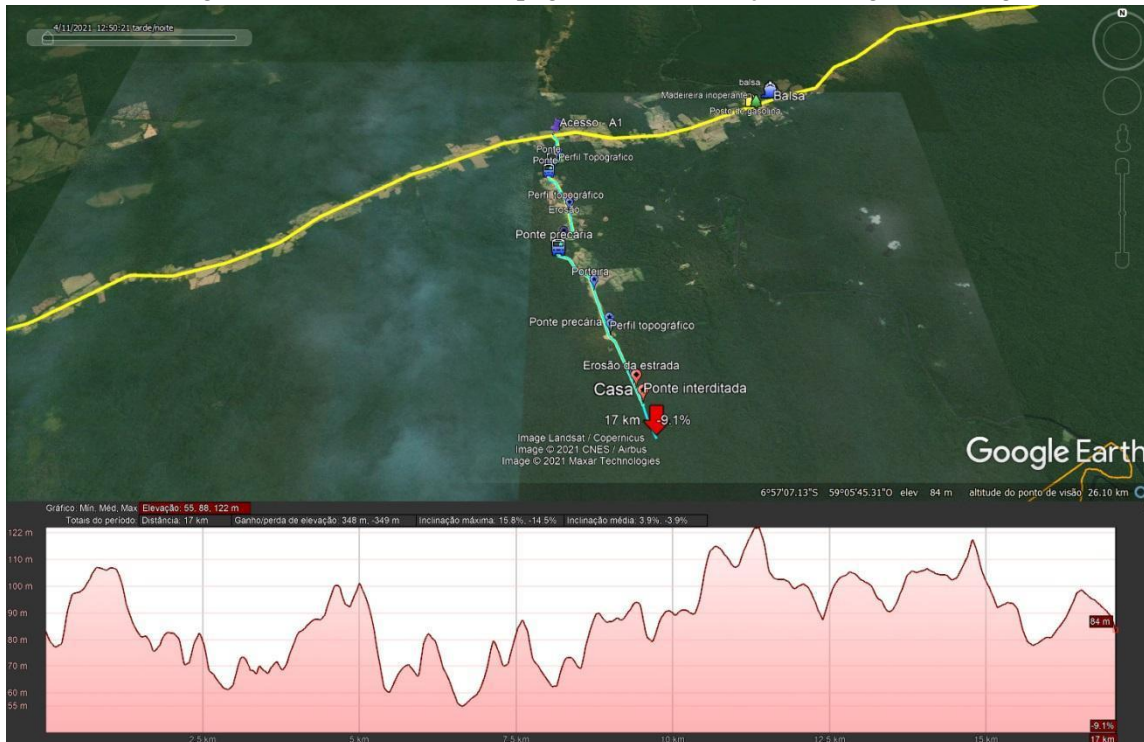 4/11/2021 12:50:21 tarde/noite
N
balsa
Madeireira inoperante
Balsa
Posto de gasolina
Acesso - A1
Ponte
Perfil Topografico
Ponte
Perfil topográfico
Erosão
Ponte precária
Porteira
Ponte precária
Perfil topográfico
Erosão da estrada
Casa
Ponte interditada
17 km
-9.1%
Image Landsat / Copernicus
Image © 2021 CNES / Airbus
Image © 2021 Maxar Technologies
Google Earth
6°57'07.13"S 59°05'45.31"O elev 84 m altitude do ponto de visão 26.10 km
Gráfico: Mín, Méd, Máx Elevação: 55, 88, 122 m
Totais do período: Distância: 17 km Ganho/perda de elevação: 348 m, -349 m Inclinação máxima: 15.8%, -14.5% Inclinação média: 3.9%, -3.9%
122 m
110 m
100 m
90 m
80 m
70 m
60 m
55 m
84 m
-9.1%
2.5 km 5 km 7.5 km 10 km 12.5 km 15 km 17 km